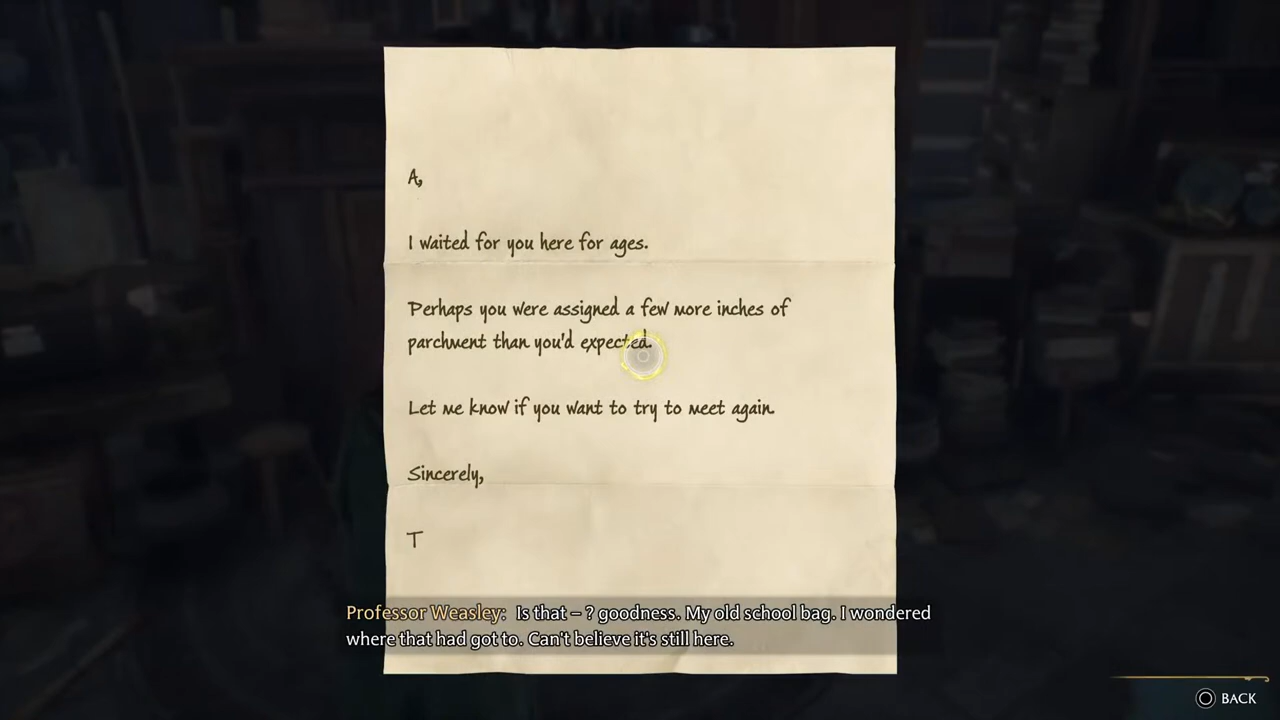 A,
I waited for you here for ages.
Perhaps you were assigned a few more inches of
parchment than you'd expected.
Let me know if you want to try to meet again.
Sincerely,
T
Professor Weasley: Is that – ? goodness. My old school bag. I wondered
where that had got to. Can't believe it's still here.
BACK